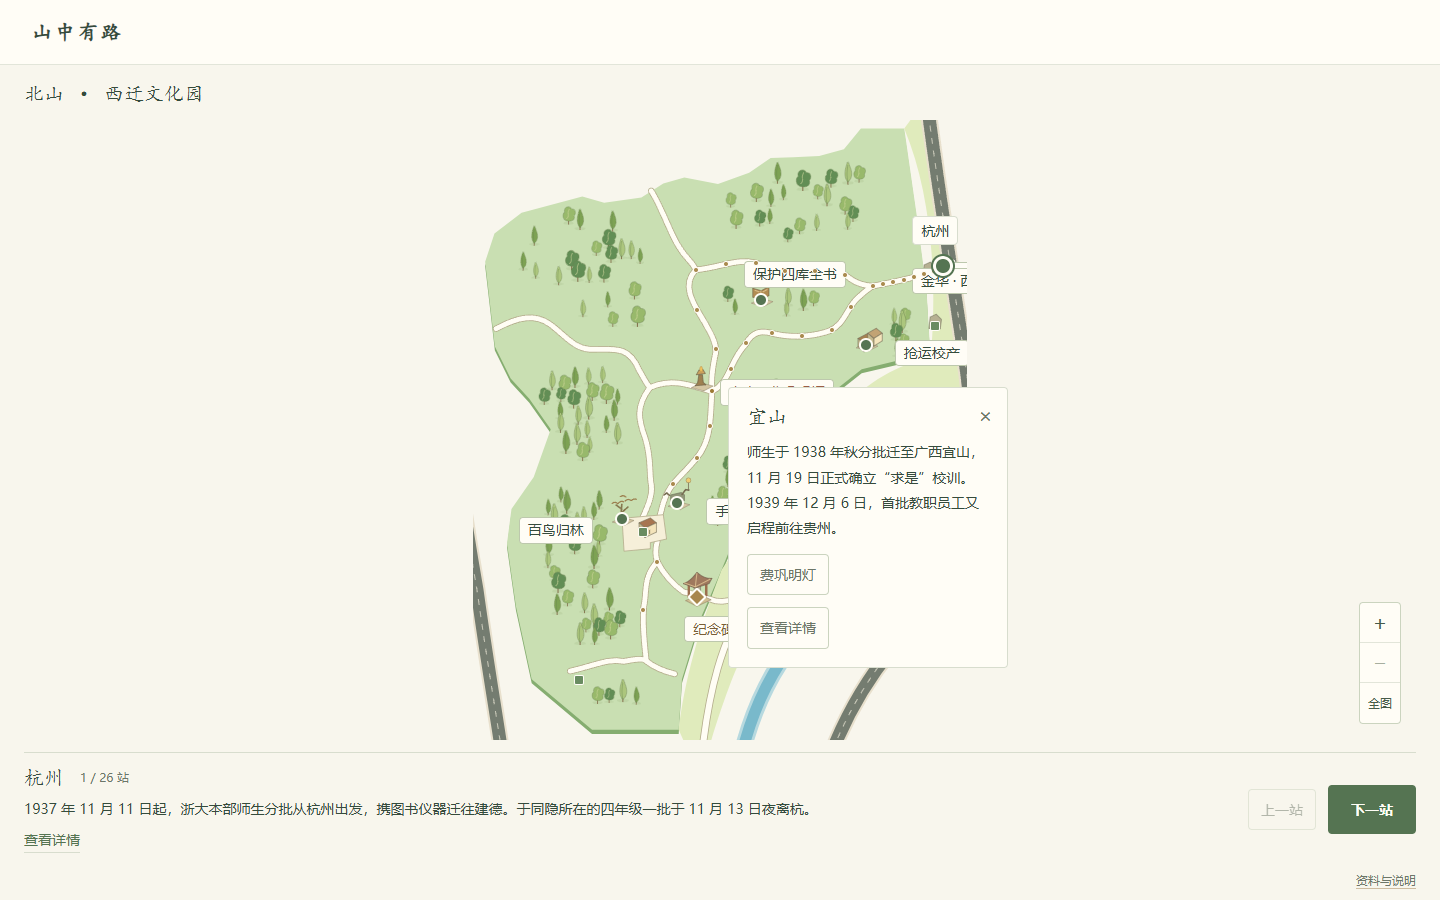 山中有路
北山 • 西迁文化园
杭州
保护四库全书
金华·
抢运校产
宜山
×
师生于 1938 年秋分批迁至广西宜山，
11 月 19 日正式确立“求是”校训。
1939 年 12 月 6 日，首批教职员工又
启程前往贵州。
手
百鸟归林
费巩明灯
查看详情
纪念
+
−
全图
杭州 1 / 26 站
1937 年 11 月 11 日起，浙大本部师生分批从杭州出发，携图书仪器迁往建德。于同隐所在的四年级一批于 11 月 13 日夜离杭。
查看详情
上一站
下一站
资料与说明